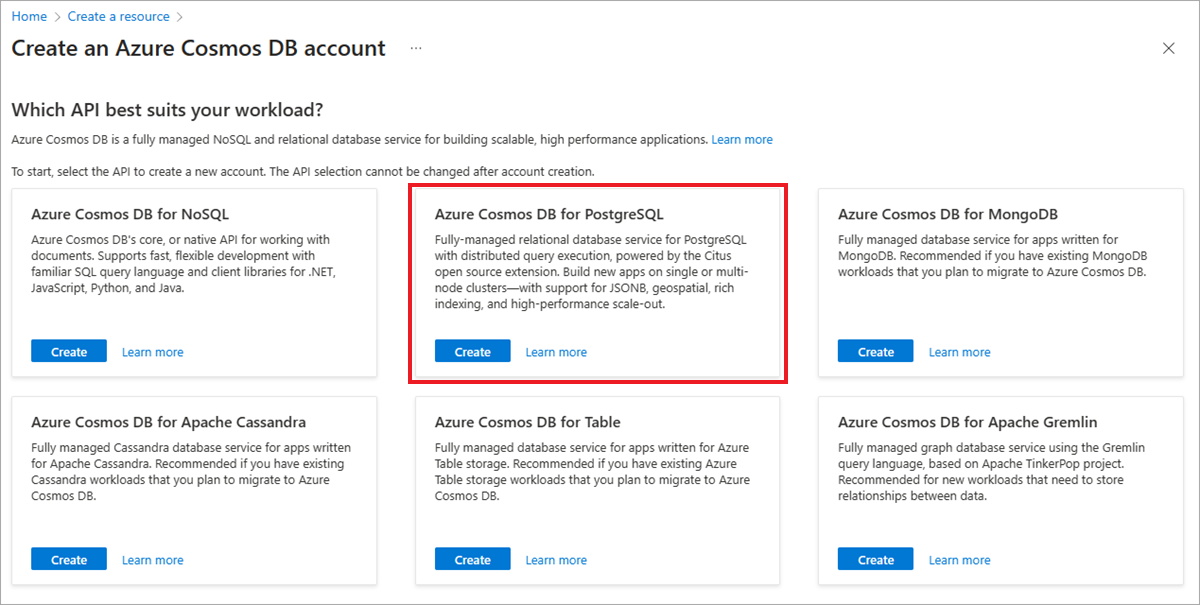 Home > Create a resource >
Create an Azure Cosmos DB account ...
Which API best suits your workload?
Azure Cosmos DB is a fully managed NoSQL and relational database service for building scalable, high performance applications. Learn more
To start, select the API to create a new account. The API selection cannot be changed after account creation.
Azure Cosmos DB for NoSQL
Azure Cosmos DB's core, or native API for working with
documents. Supports fast, flexible development with
familiar SQL query language and client libraries for .NET,
JavaScript, Python, and Java.
Create Learn more
Azure Cosmos DB for PostgreSQL
Fully-managed relational database service for PostgreSQL
with distributed query execution, powered by the Citus
open source extension. Build new apps on single or multi-
node clusters—with support for JSONB, geospatial, rich
indexing, and high-performance scale-out.
Create Learn more
Azure Cosmos DB for MongoDB
Fully managed database service for apps written for
MongoDB. Recommended if you have existing MongoDB
workloads that you plan to migrate to Azure Cosmos DB.
Create Learn more
Azure Cosmos DB for Apache Cassandra
Fully managed Cassandra database service for apps written
for Apache Cassandra. Recommended if you have existing
Cassandra workloads that you plan to migrate to Azure
Cosmos DB.
Create Learn more
Azure Cosmos DB for Table
Fully managed database service for apps written for Azure
Table storage. Recommended if you have existing Azure
Table storage workloads that you plan to migrate to Azure
Cosmos DB.
Create Learn more
Azure Cosmos DB for Apache Gremlin
Fully managed graph database service using the Gremlin
query language, based on Apache TinkerPop project.
Recommended for new workloads that need to store
relationships between data.
Create Learn more